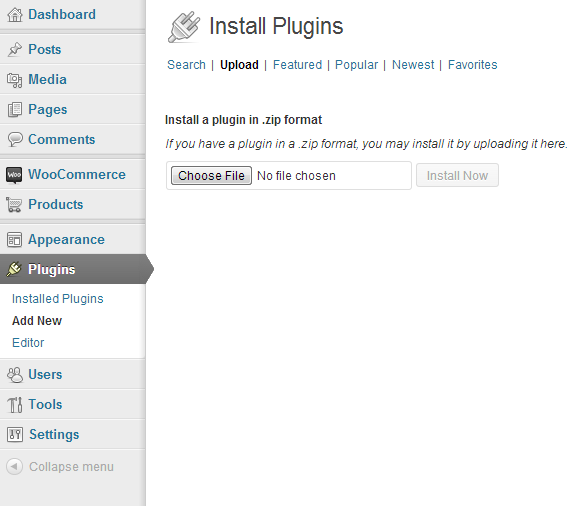 Dashboard
Posts
Media
Pages
Comments
Woo WooCommerce
Products
Appearance
Plugins
Installed Plugins
Add New
Editor
Users
Tools
Settings
Collapse menu
Install Plugins
Search | Upload | Featured | Popular | Newest | Favorites
Install a plugin in .zip format
If you have a plugin in a .zip format, you may install it by uploading it here.
Choose File No file chosen Install Now